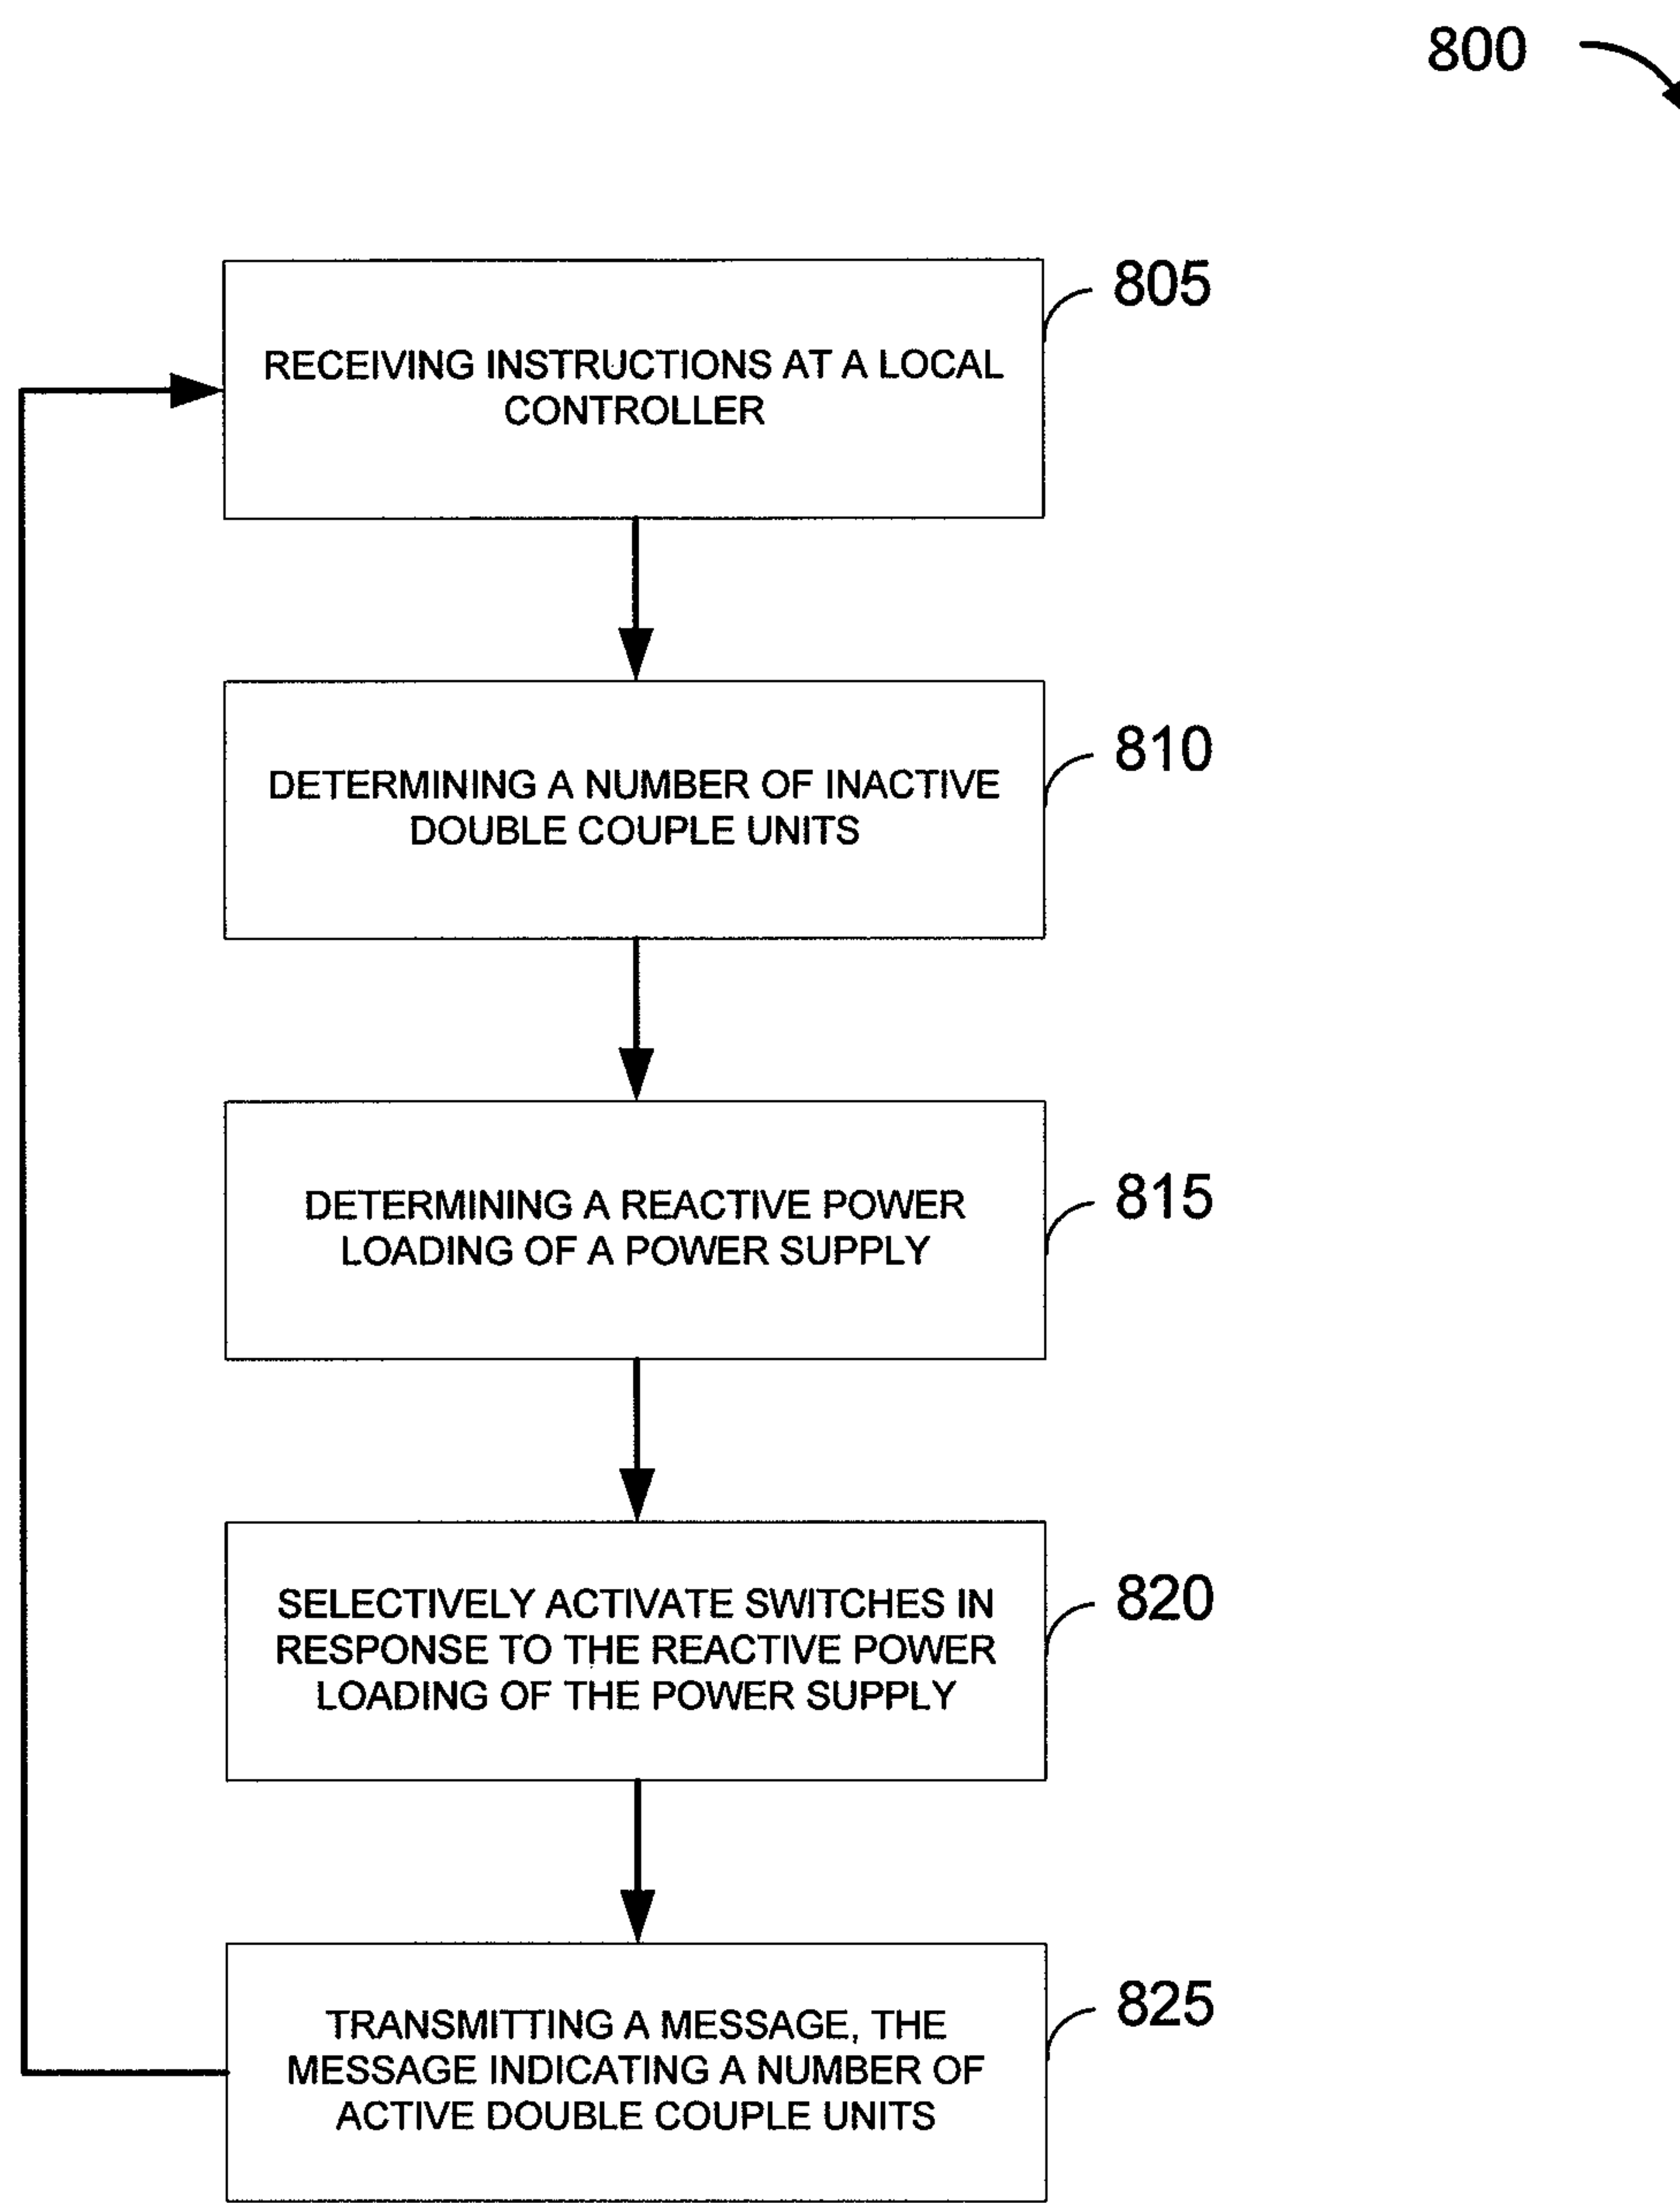 800
805
RECEIVING INSTRUCTIONS AT A LOCAL
CONTROLLER
810
DETERMINING A NUMBER OF INACTIVE
DOUBLE COUPLE UNITS
815
DETERMINING A REACTIVE POWER
LOADING OF A POWER SUPPLY
820
SELECTIVELY ACTIVATE SWITCHES IN
RESPONSE TO THE REACTIVE POWER
LOADING OF THE POWER SUPPLY
825
TRANSMITTING A MESSAGE, THE
MESSAGE INDICATING A NUMBER OF
ACTIVE DOUBLE COUPLE UNITS